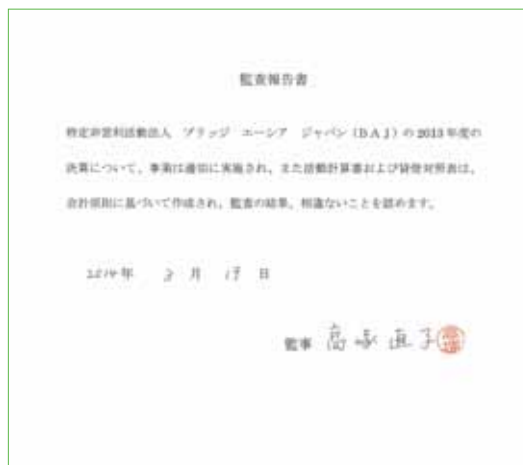 監査報告書
特定非営利活動法人 ブリッジ エーシア ジャパン(BAJ)の2013年度の
決算について、事業は適切に実施され、また活動計算書および貸借対照表は、
会計原則に基づいて作成され、監査の結果、相違ないことを認めます。
2014年 3月 19日
監事 高 直子